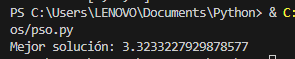 PS C:\Users\LENOVO\Documents\Python> & C:
os/pso.py
Mejor solución: 3.3233227929878577